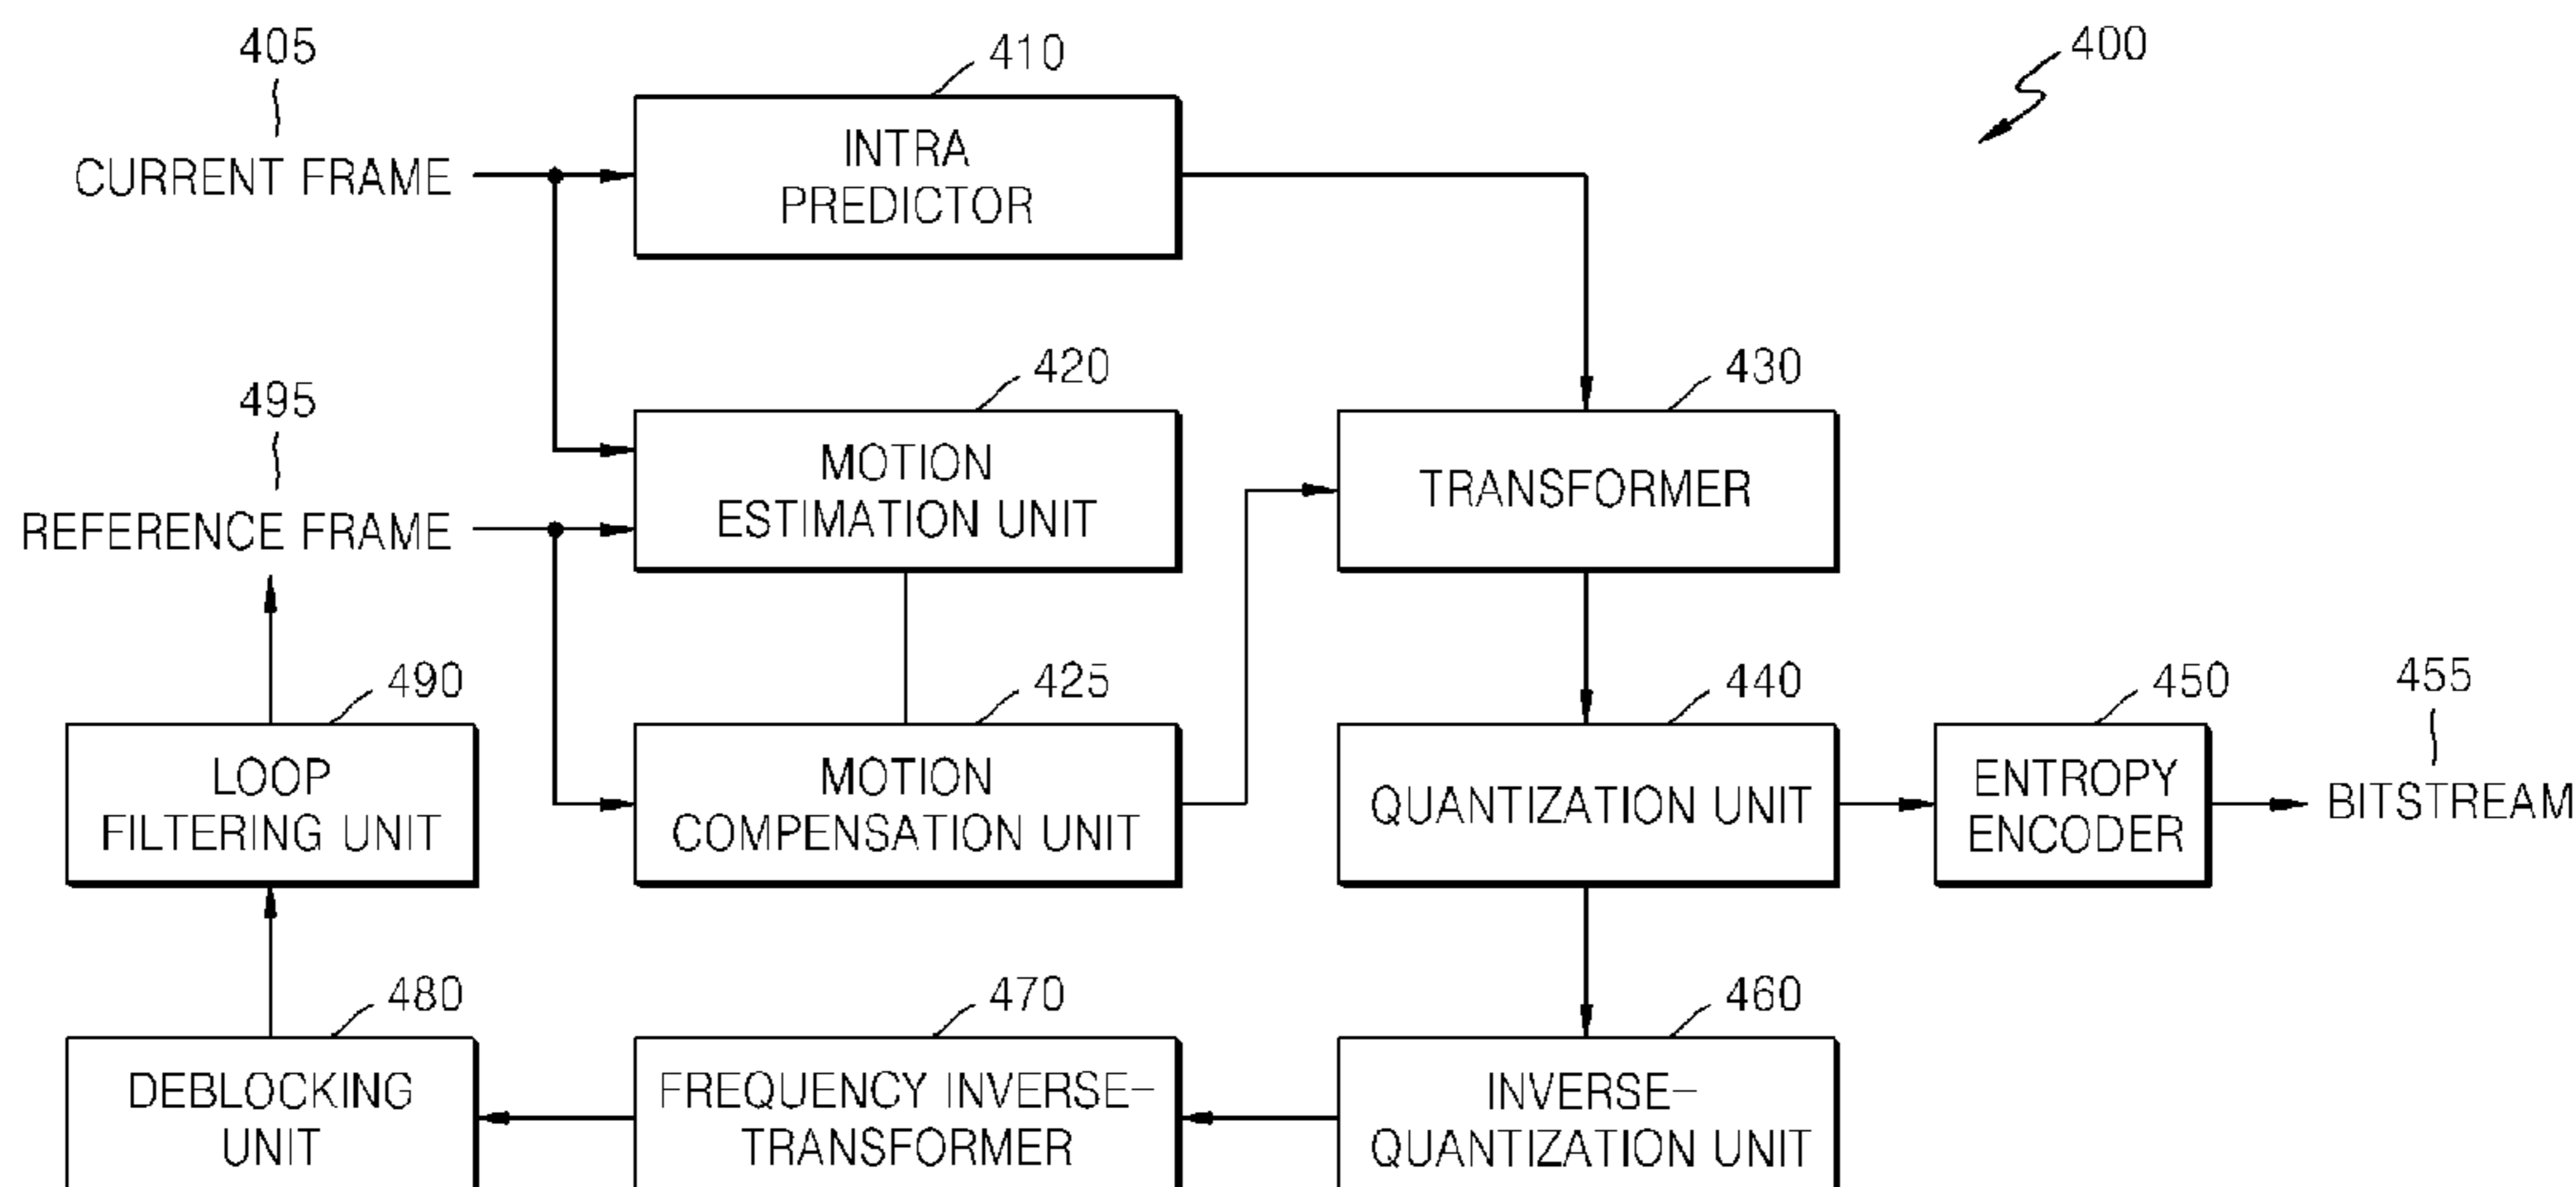 405
410
400
CURRENT FRAME
INTRA
PREDICTOR
495
420
430
REFERENCE FRAME
MOTION
ESTIMATION UNIT
TRANSFORMER
490
425
440
450
455
LOOP
FILTERING UNIT
MOTION
COMPENSATION UNIT
QUANTIZATION UNIT
ENTROPY
ENCODER
BITSTREAM
480
470
460
DEBLOCKING
UNIT
FREQUENCY INVERSE-
TRANSFORMER
INVERSE-
QUANTIZATION UNIT